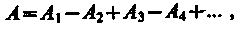 A = A₁ − A₂ + A₃ − A₄ + ... ,